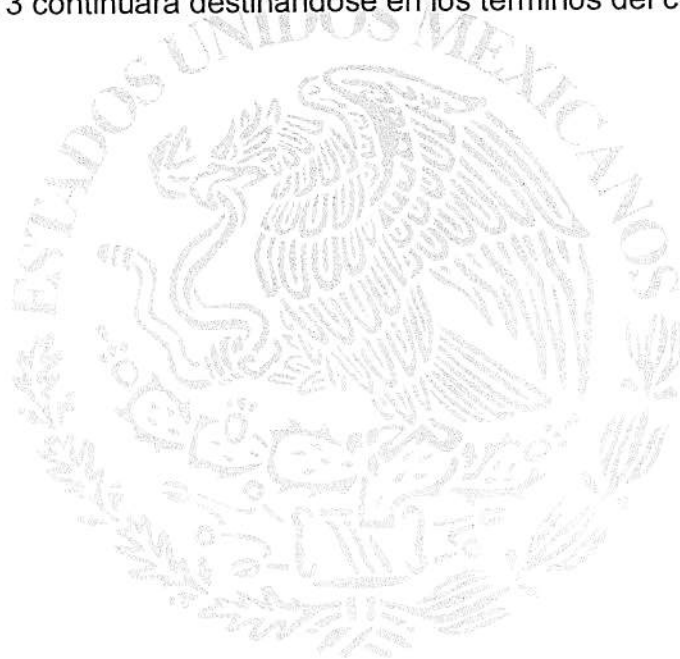 3 continuará destinándose en los términos del c
ESTADOS UNIDOS MEXICANOS